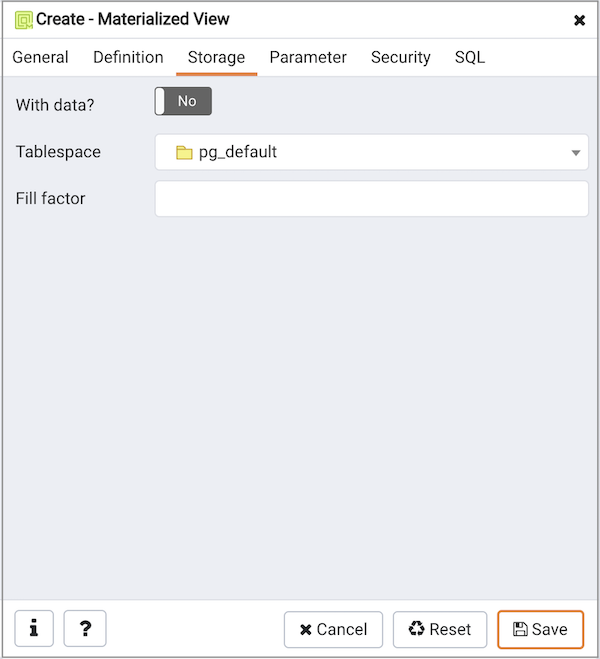 Create - Materialized View
General Definition Storage Parameter Security SQL
With data? No
Tablespace pg_default
Fill factor
i ? Cancel Reset Save